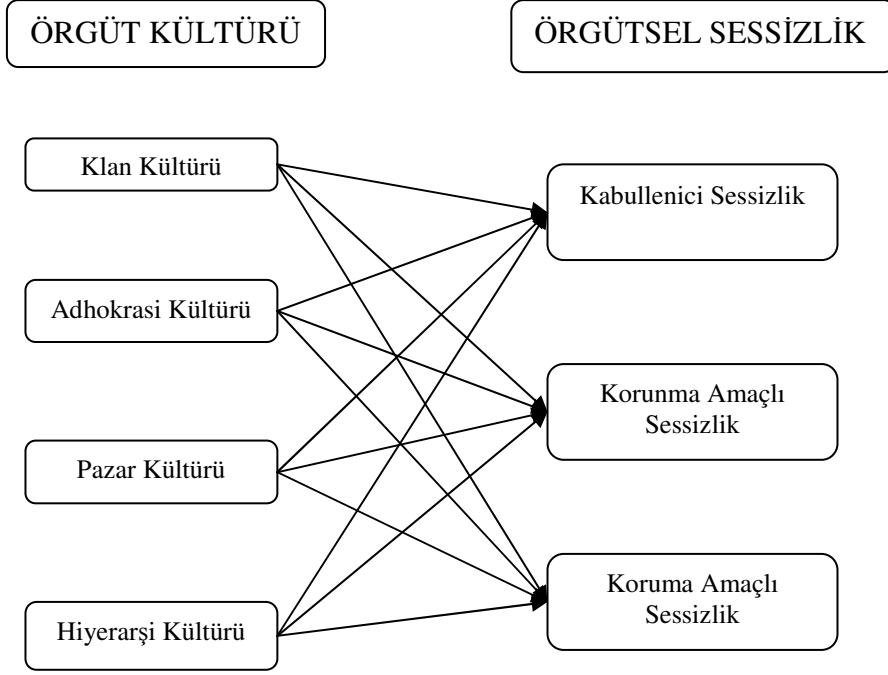 ÖRGÜT KÜLTÜRÜ
ÖRGÜTSEL SESSİZLİK
Klan Kültürü
Adhokrasi Kültürü
Pazar Kültürü
Hiyerarşi Kültürü
Kabullenici Sessizlik
Korunma Amaçlı
Sessizlik
Koruma Amaçlı
Sessizlik